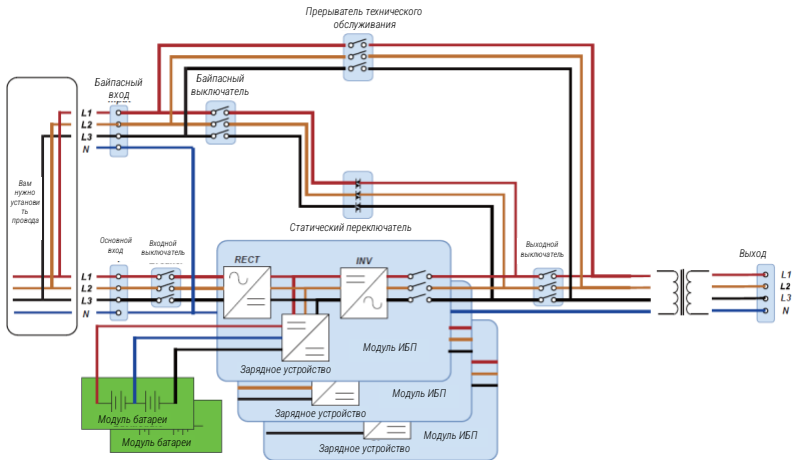 Прерыватель технического
обслуживания
Байпасный
вход
Байпасный
выключатель
L1
L2
L3
N
Вам
нужно
установи
ть
провода
Статический переключатель
Основной
вход
Входной
выключатель
Выходной
выключатель
Выход
RECT
INV
L1
L2
L3
N
L1
L2
L3
N
Модуль ИБП
Зарядное устройство
Модуль ИБП
Зарядное устройство
Модуль ИБП
Зарядное устройство
Модуль батареи
Модуль батареи